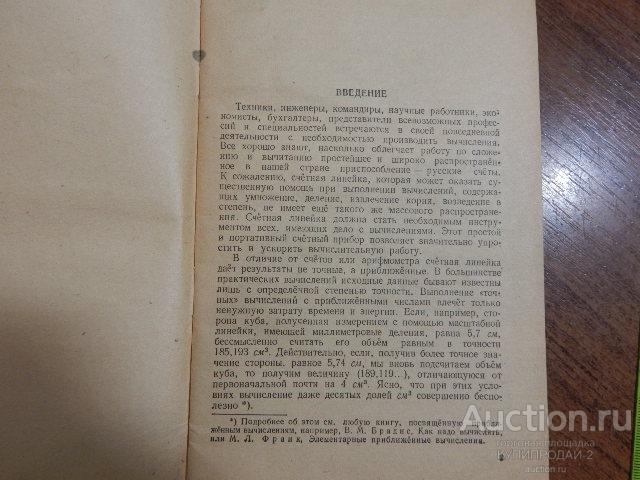 ВВЕДЕНИЕ
Техники, инженеры, командиры, научные работники, эко-
номисты, бухгалтеры, представители всевозможных профес-
сий и специальностей встречаются в своей повседневной
деятельности с необходимостью производить вычисления.
Все хорошо знают, насколько облегчает работу по сложе-
нию и вычитанию простейшее и широко распространён-
ное в нашей стране приспособление — русские счёты.
К сожалению, счётная линейка, которая может оказать су-
щественную помощь при выполнении вычислений, содержа-
щих умножение, деление, извлечение корня, возведение в
степень, не имеет ещё такого же массового распростране-
ния. Счётная линейка должна стать необходимым инстру-
ментом всех, имеющих дело с вычислениями. Этот простой
и портативный счётный прибор позволяет значительно упро-
стить и ускорить вычислительную работу.
В отличие от счётов или арифмометра счётная линейка
даёт результаты не точные, а приближённые. В большинстве
практических вычислений исходные данные бывают известны
лишь с определённой степенью точности. Выполнение «точ-
ных» вычислений с приближёнными числами влечёт только
ненужную затрату времени и энергии. Если, например,
сторона куба, полученная измерением с помощью масштабной
линейки, имеющей миллиметровые деления, равна 5,7 см,
бессмысленно считать его объём равным в точности
185,193 см³. Действительно, если, получив более точное зна-
чение стороны, равное 5,74 см, мы вновь подсчитаем объём
куба, то получим величину (189,119...), отличающуюся от
первоначальной почти на 4 см³. Ясно, что при этих усло-
виях вычисление даже десятых долей см³ совершенно беспо-
лезно *).
*) Подробнее об этом см. любую книгу, посвящённую прибли-
жённым вычислениям, например, В. М. Брадис, Как надо вычислять,
или М. Л. Франк, Элементарные приближённые вычисления.
Auction.ru
торговая площадка
КУПИПРОДАЙ-2
auction.ru